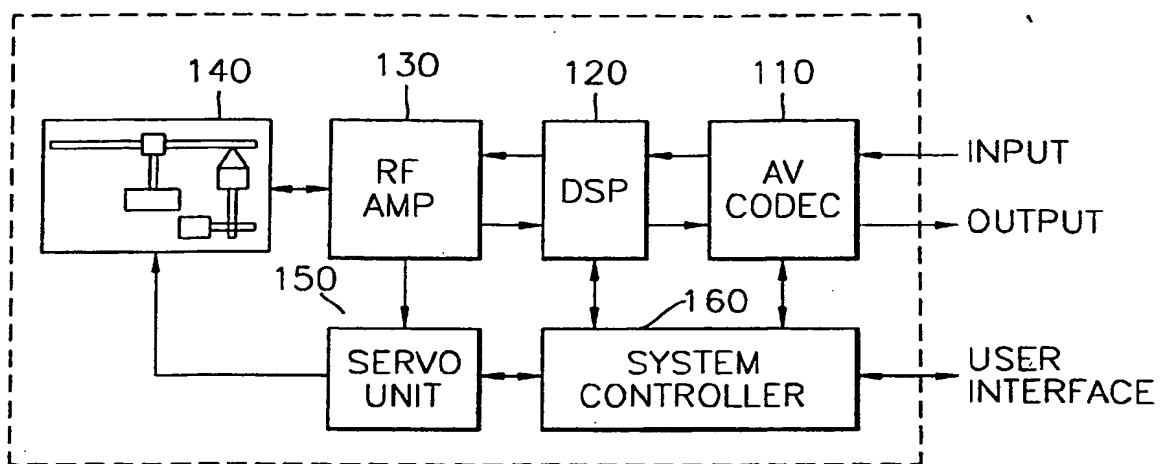 140
130
120
110
RF
AMP
DSP
AV
CODEC
INPUT
OUTPUT
150
160
SERVO
UNIT
SYSTEM
CONTROLLER
USER
INTERFACE